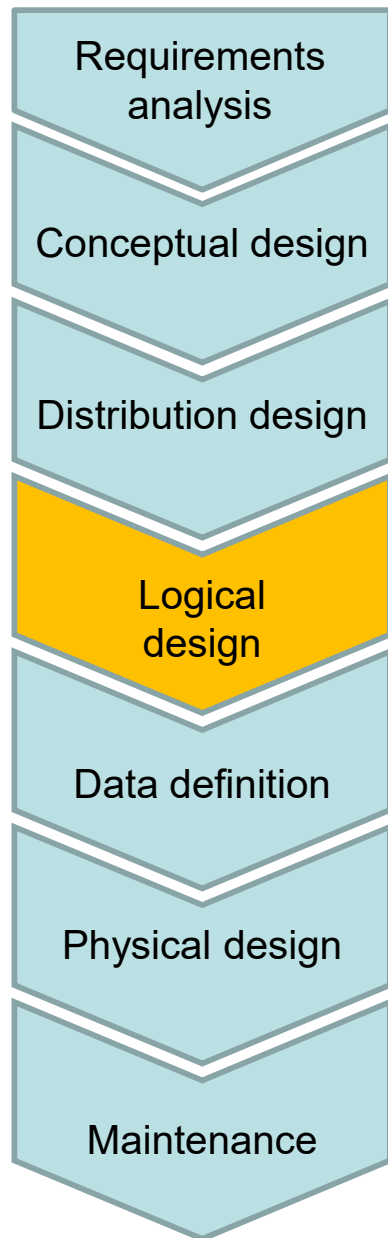 Requirements
analysis
Conceptual design
Distribution design
Logical
design
Data definition
Physical design
Maintenance